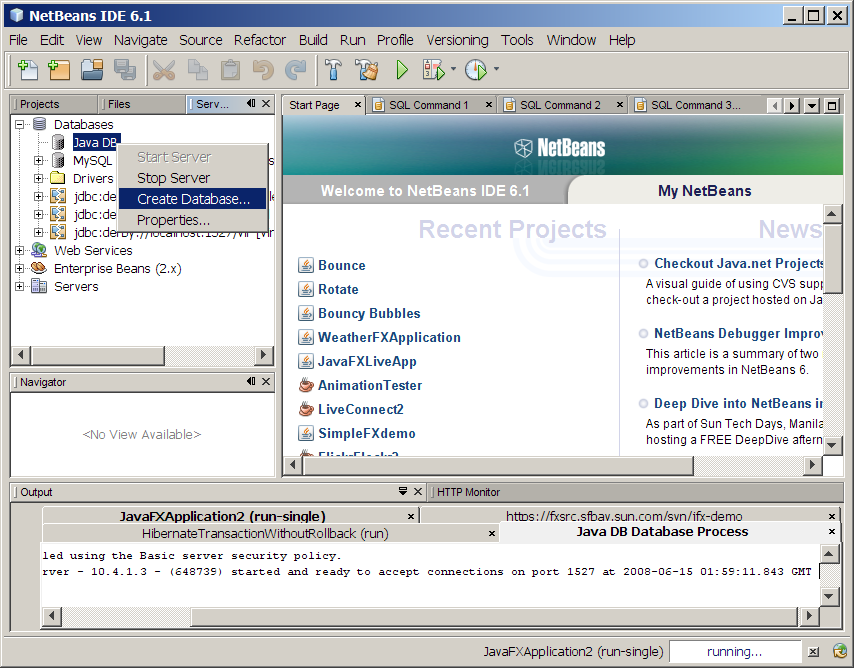 NetBeans IDE 6.1
File Edit View Navigate Source Refactor Build Run Profile Versioning Tools Window Help
Projects Files Serv...
Start Page SQL Command 1 SQL Command 2 SQL Command 3...
Databases
Java DB
MySQL
Drivers
jdbc:de
jdbc:de
jdbc:derby://localhost:1527/vir
Web Services
Enterprise Beans (2.x)
Servers
Start Server
Stop Server
Create Database...
Properties...
NetBeans
Welcome to NetBeans IDE 6.1
My NetBeans
Recent Projects
Bounce
Rotate
Bouncy Bubbles
WeatherFXApplication
JavaFXLiveApp
AnimationTester
LiveConnect2
SimpleFXdemo
News
Checkout Java.net Projects
A visual guide of using CVS supp
check-out a project hosted on Ja
NetBeans Debugger Improv
This article is a summary of two
improvements in NetBeans 6.
Deep Dive into NetBeans in
As part of Sun Tech Days, Manila
hosting a FREE DeepDive aftern
Navigator
<No View Available>
Output
HTTP Monitor
JavaFXApplication2 (run-single)
https://fxsrc.sfbay.sun.com/svn/jfx-demo
HibernateTransactionWithoutRollback (run)
Java DB Database Process
led using the Basic server security policy.
rver - 10.4.1.3 - (648739) started and ready to accept connections on port 1527 at 2008-06-15 01:59:11.843 GMT
JavaFXApplication2 (run-single)
running...